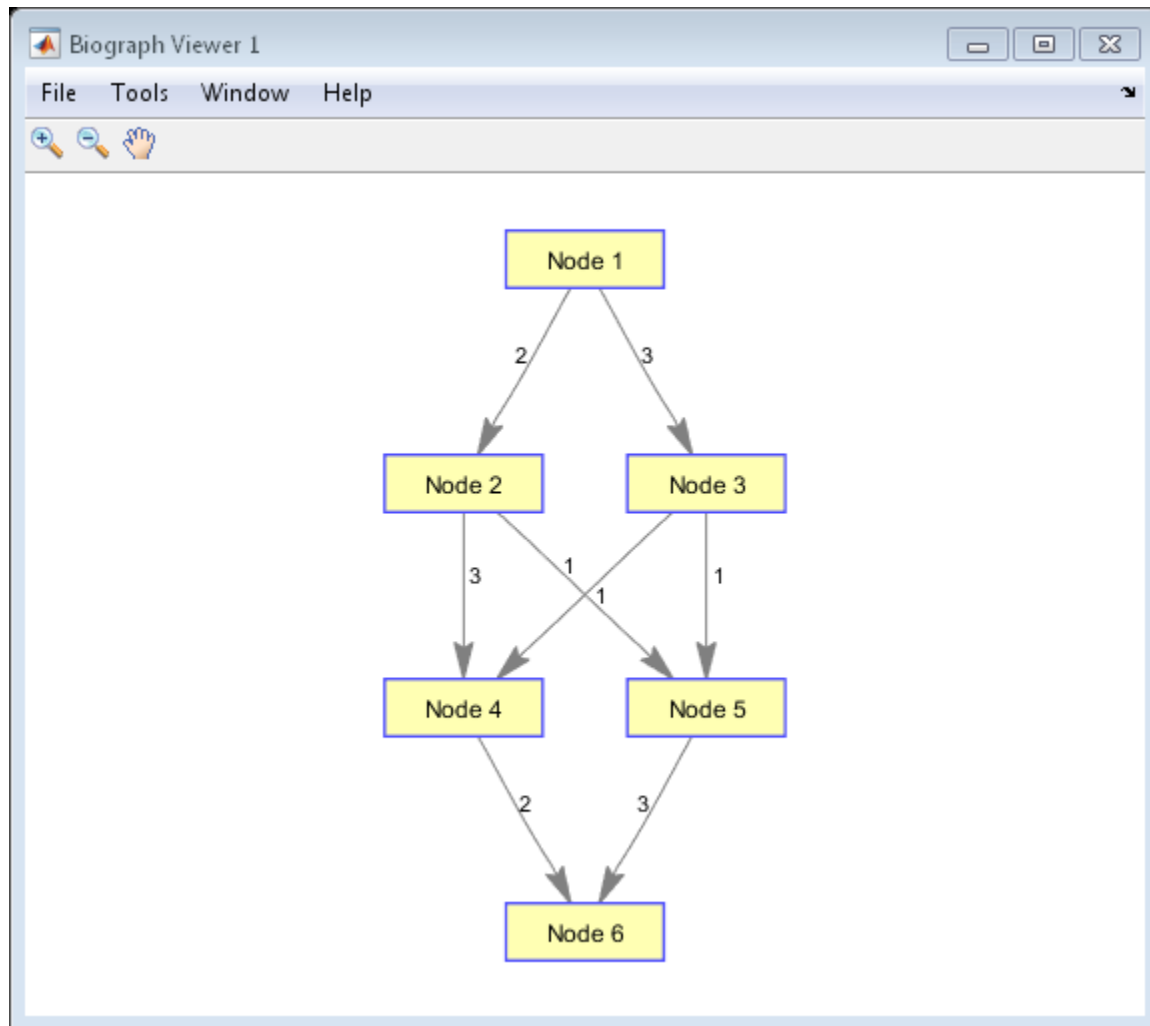 Biograph Viewer 1
File Tools Window Help
Node 1
2 3
Node 2 Node 3
3 1 1 1
Node 4 Node 5
2 3
Node 6